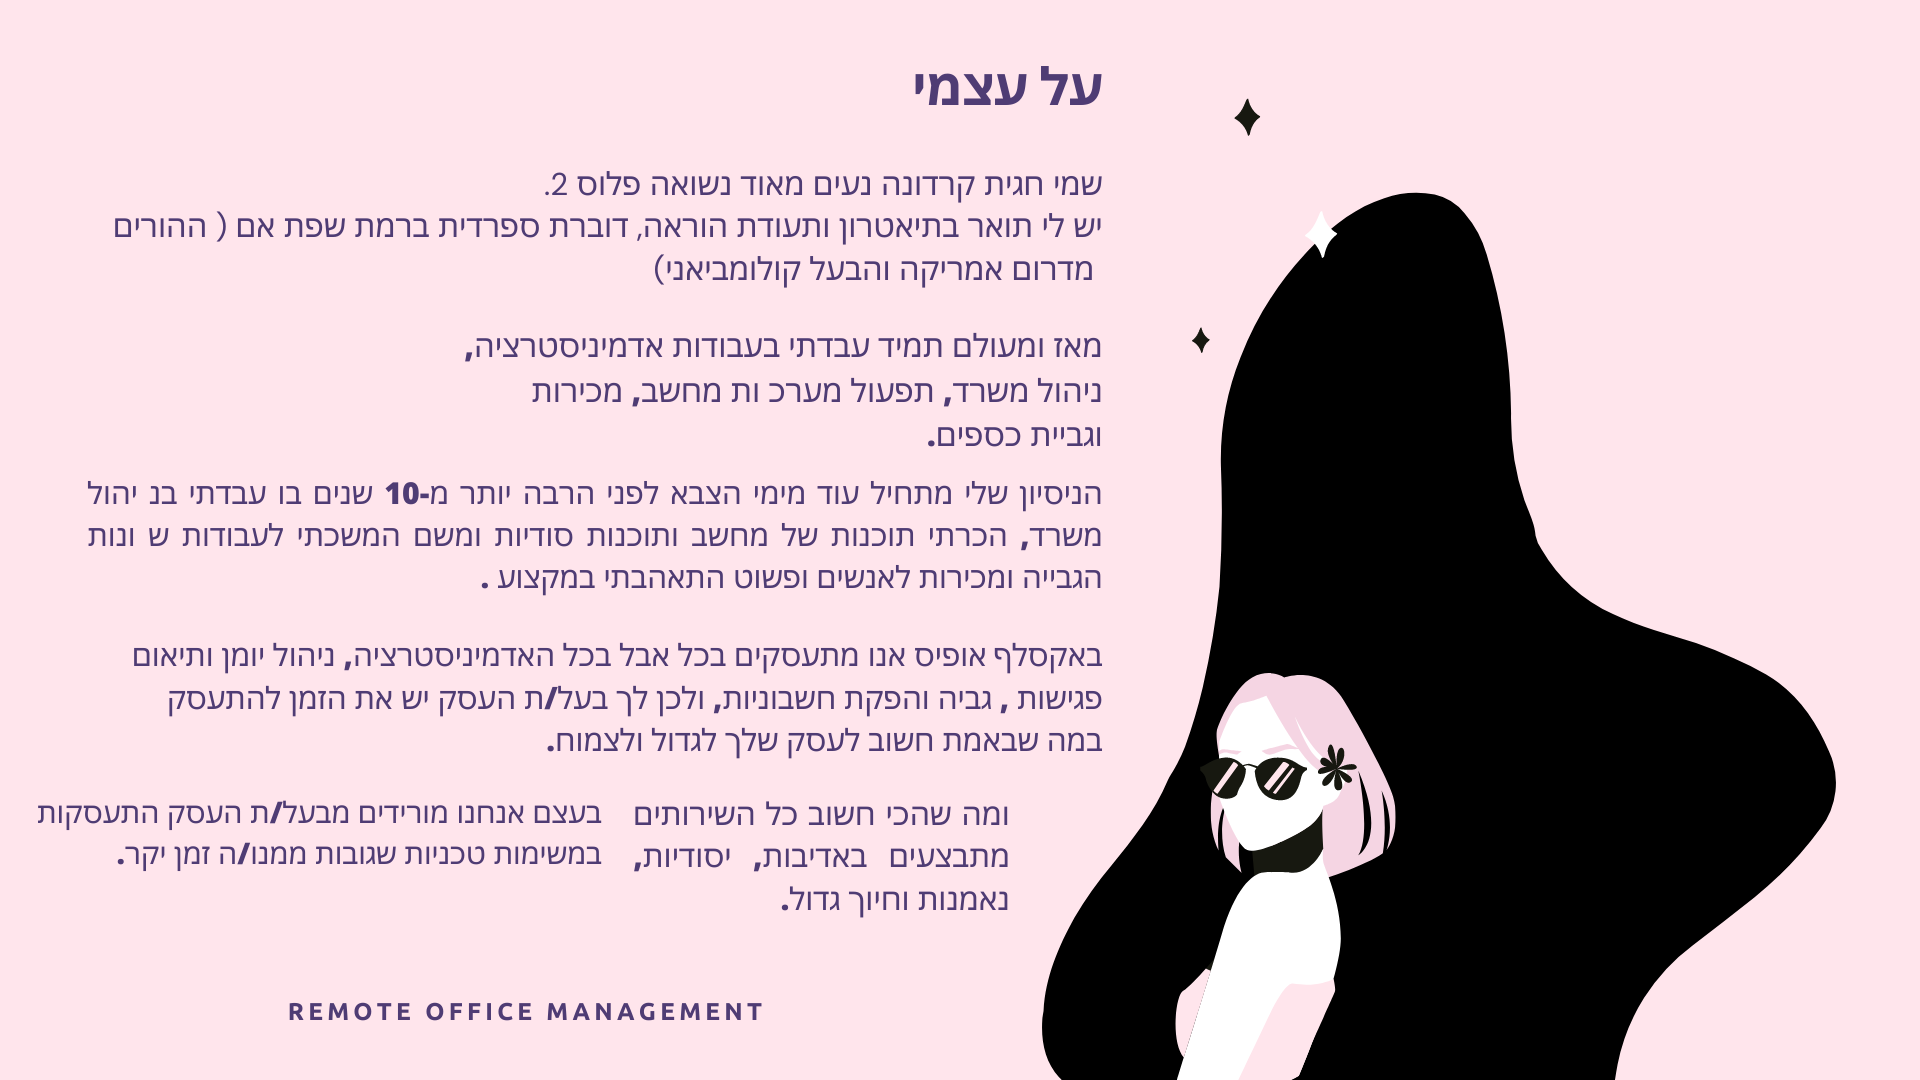 על עצמי
שמי חגית קרדונה נעים מאוד נשואה פלוס 2.
יש לי תואר בתיאטרון ותעודת הוראה, דוברת ספרדית ברמת שפת אם ( ההורים
מדרום אמריקה והבעל קולומביאני)
מאז ומעולם תמיד עבדתי בעבודות אדמיניסטרציה,
ניהול משרד, תפעול מערכ ות מחשב, מכירות
וגביית כספים.
הניסיון שלי מתחיל עוד מימי הצבא לפני הרבה יותר מ-10 שנים בו עבדתי בנ יהול
משרד, הכרתי תוכנות של מחשב ותוכנות סודיות ומשם המשכתי לעבודות ש ונות
הגבייה ומכירות לאנשים ופשוט התאהבתי במקצוע .
באקסלף אופיס אנו מתעסקים בכל אבל בכל האדמיניסטרציה, ניהול יומן ותיאום
פגישות , גביה והפקת חשבוניות, ולכן לך בעל/ת העסק יש את הזמן להתעסק
במה שבאמת חשוב לעסק שלך לגדול ולצמוח.
ומה שהכי חשוב כל השירותים
מתבצעים באדיבות, יסודיות,
נאמנות וחיוך גדול.
בעצם אנחנו מורידים מבעל/ת העסק התעסקות
במשימות טכניות שגובות ממנו/ה זמן יקר.
REMOTE OFFICE MANAGEMENT